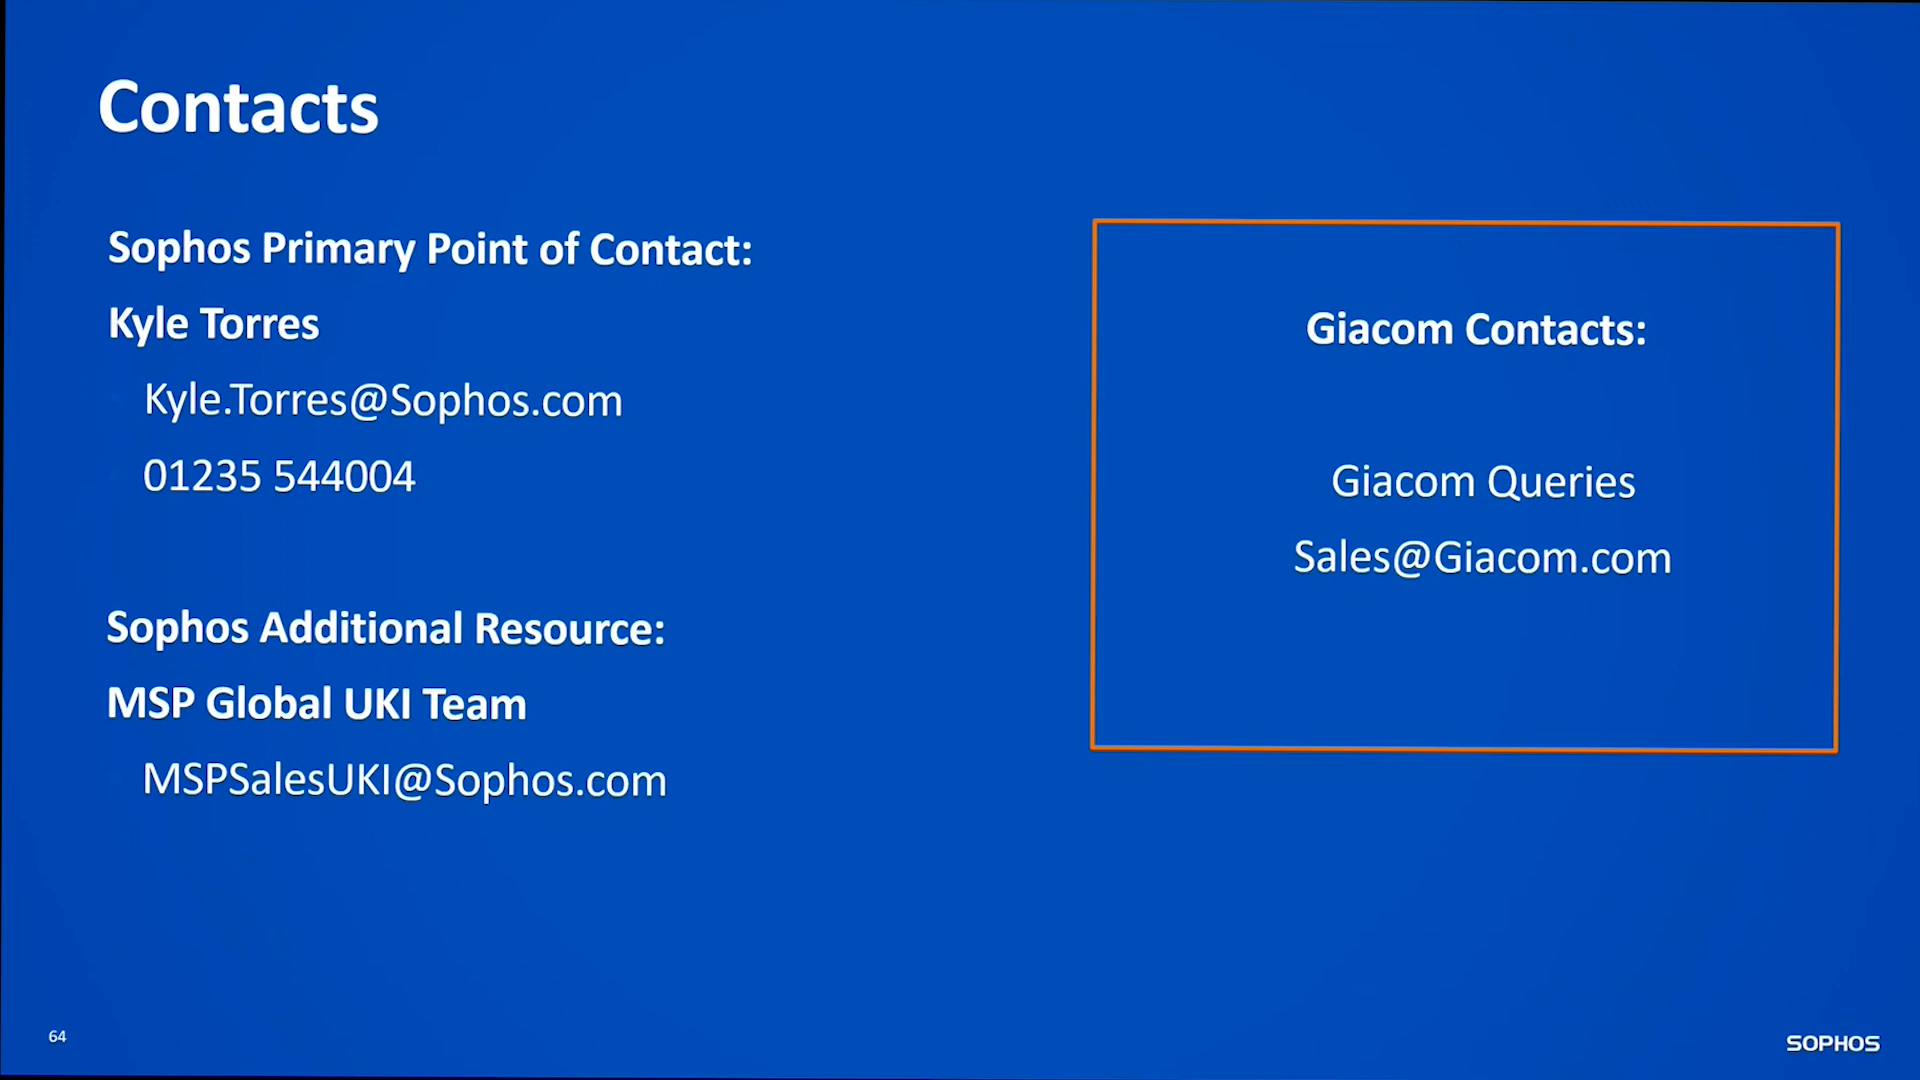 Contacts
Sophos Primary Point of Contact:
Kyle Torres
Kyle.Torres@Sophos.com
01235 544004
Sophos Additional Resource:
MSP Global UKI Team
MSPSalesUKI@Sophos.com
Giacom Contacts:
Giacom Queries
Sales@Giacom.com
64
SOPHOS